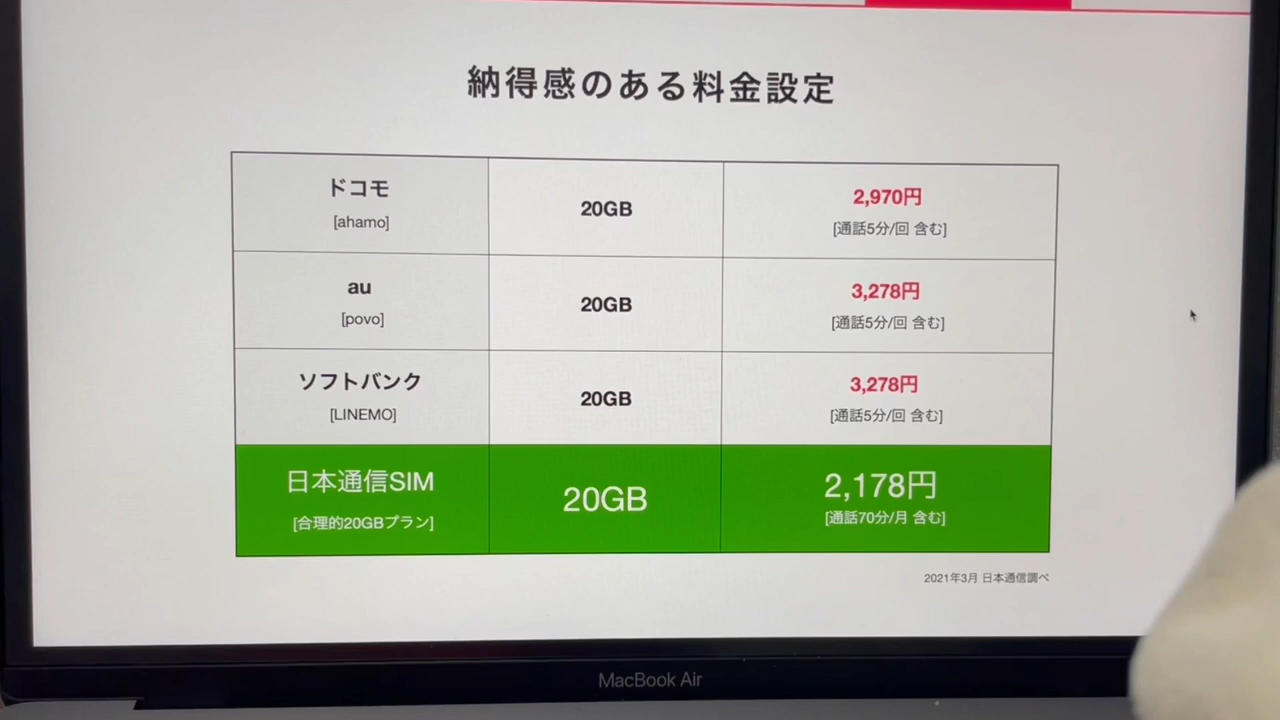 納得感のある料金設定
ドコモ
[ahamo]
20GB
2,970円
[通話5分/回 含む]
au
[povo]
20GB
3,278円
[通話5分/回 含む]
ソフトバンク
[LINEMO]
20GB
3,278円
[通話5分/回 含む]
日本通信SIM
[合理的20GBプラン]
20GB
2,178円
[通話70分/月 含む]
2021年3月 日本通信調べ
MacBook Air